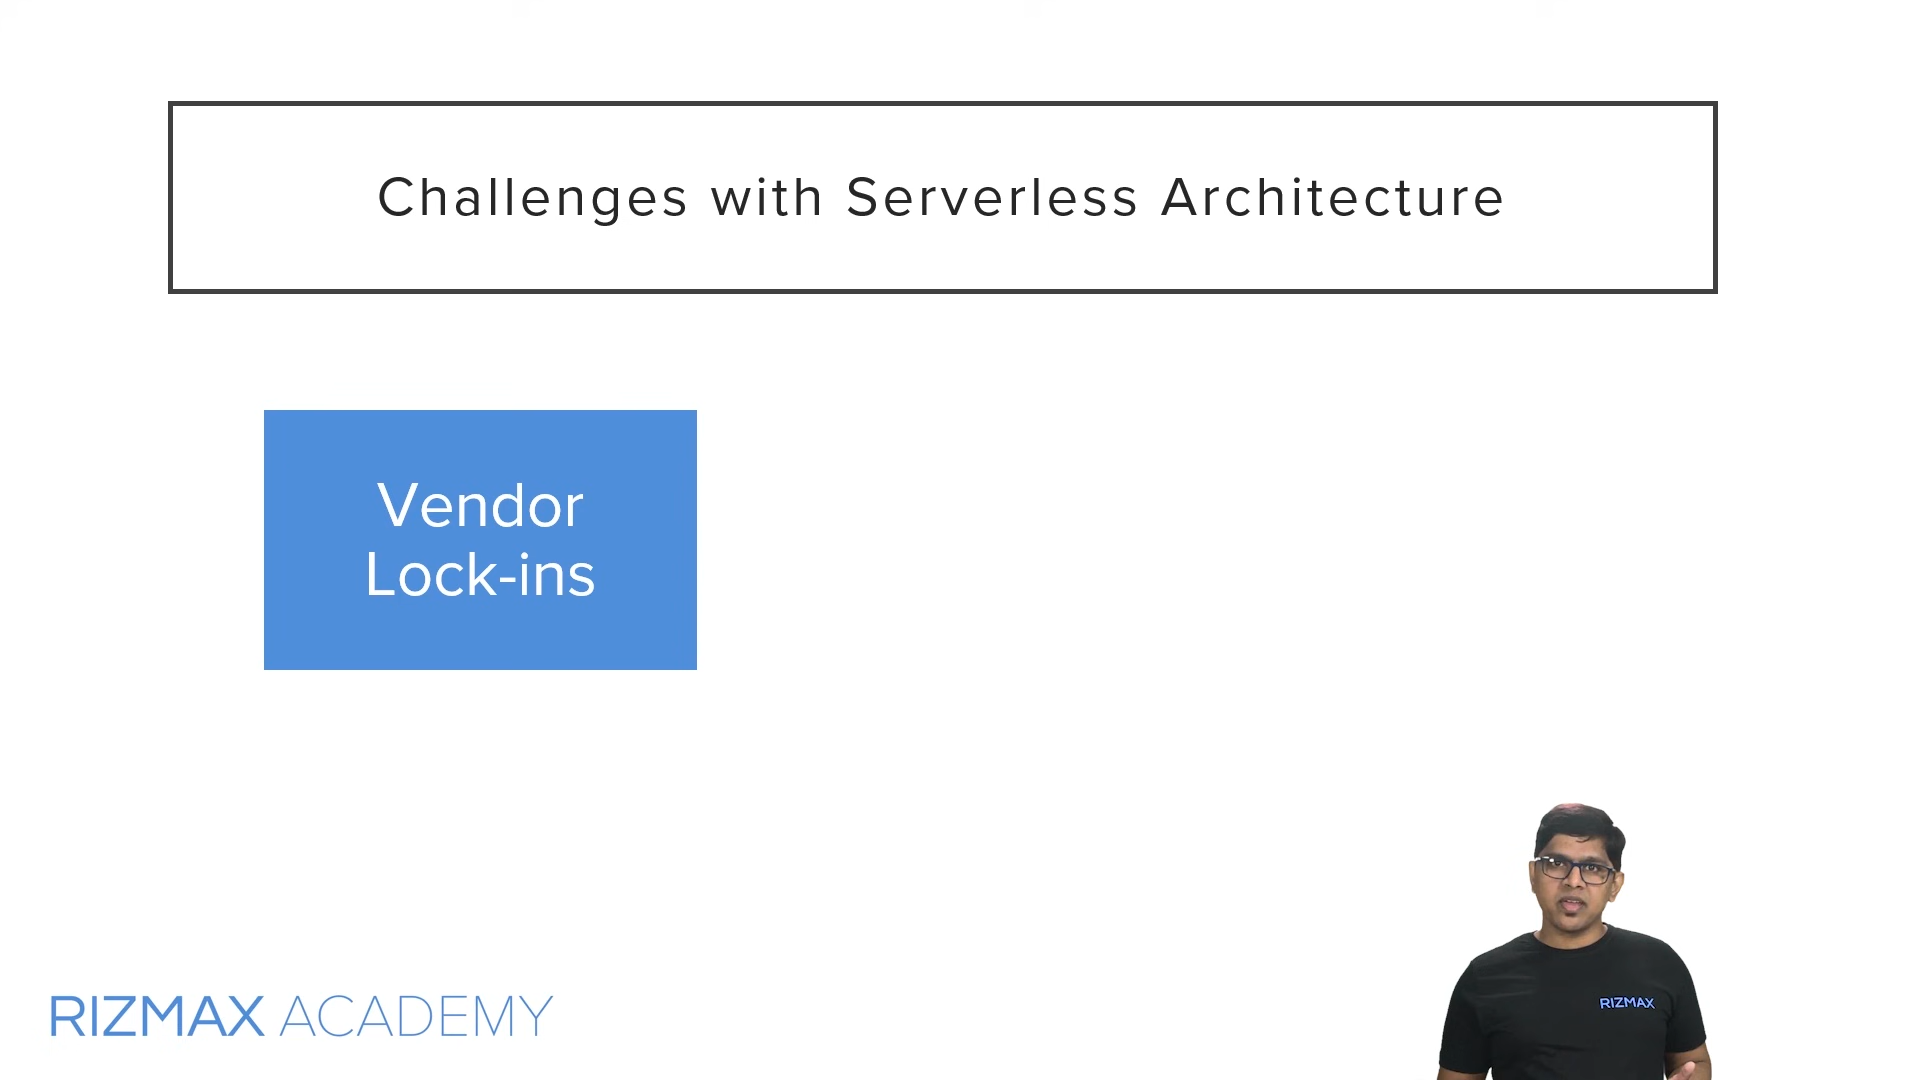 Challenges with Serverless Architecture
Vendor
Lock-ins
RIZMAX
RIZMAX ACADEMY